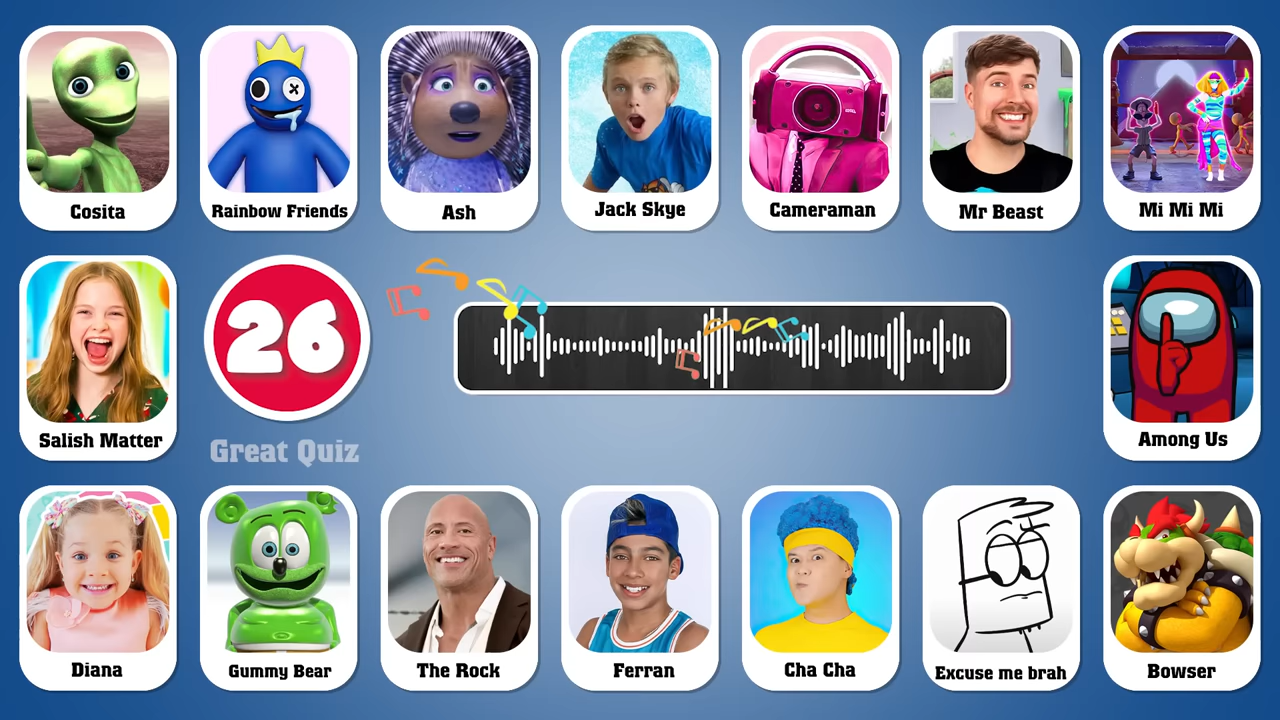 Cosita
Rainbow Friends
Ash
Jack Skye
Cameraman
Mr Beast
Mi Mi Mi
Salish Matter
26
Great Quiz
Among Us
Diana
Gummy Bear
The Rock
Ferran
Cha Cha
Excuse me brah
Bowser